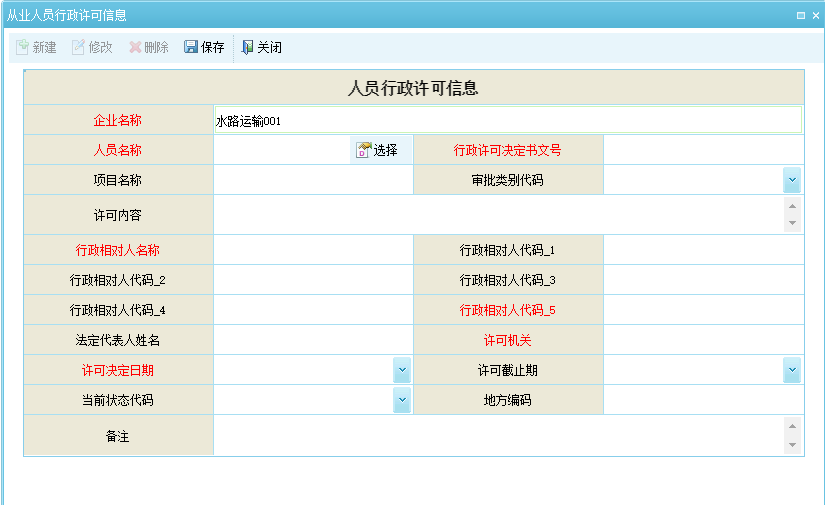 从业人员行政许可信息
新建 修改 删除 保存 关闭
人员行政许可信息
企业名称 水路运输001
人员名称 选择 行政许可决定书文号
项目名称 审批类别代码
许可内容
行政相对人名称 行政相对人代码_1
行政相对人代码_2 行政相对人代码_3
行政相对人代码_4 行政相对人代码_5
法定代表人姓名 许可机关
许可决定日期 许可截止期
当前状态代码 地方编码
备注